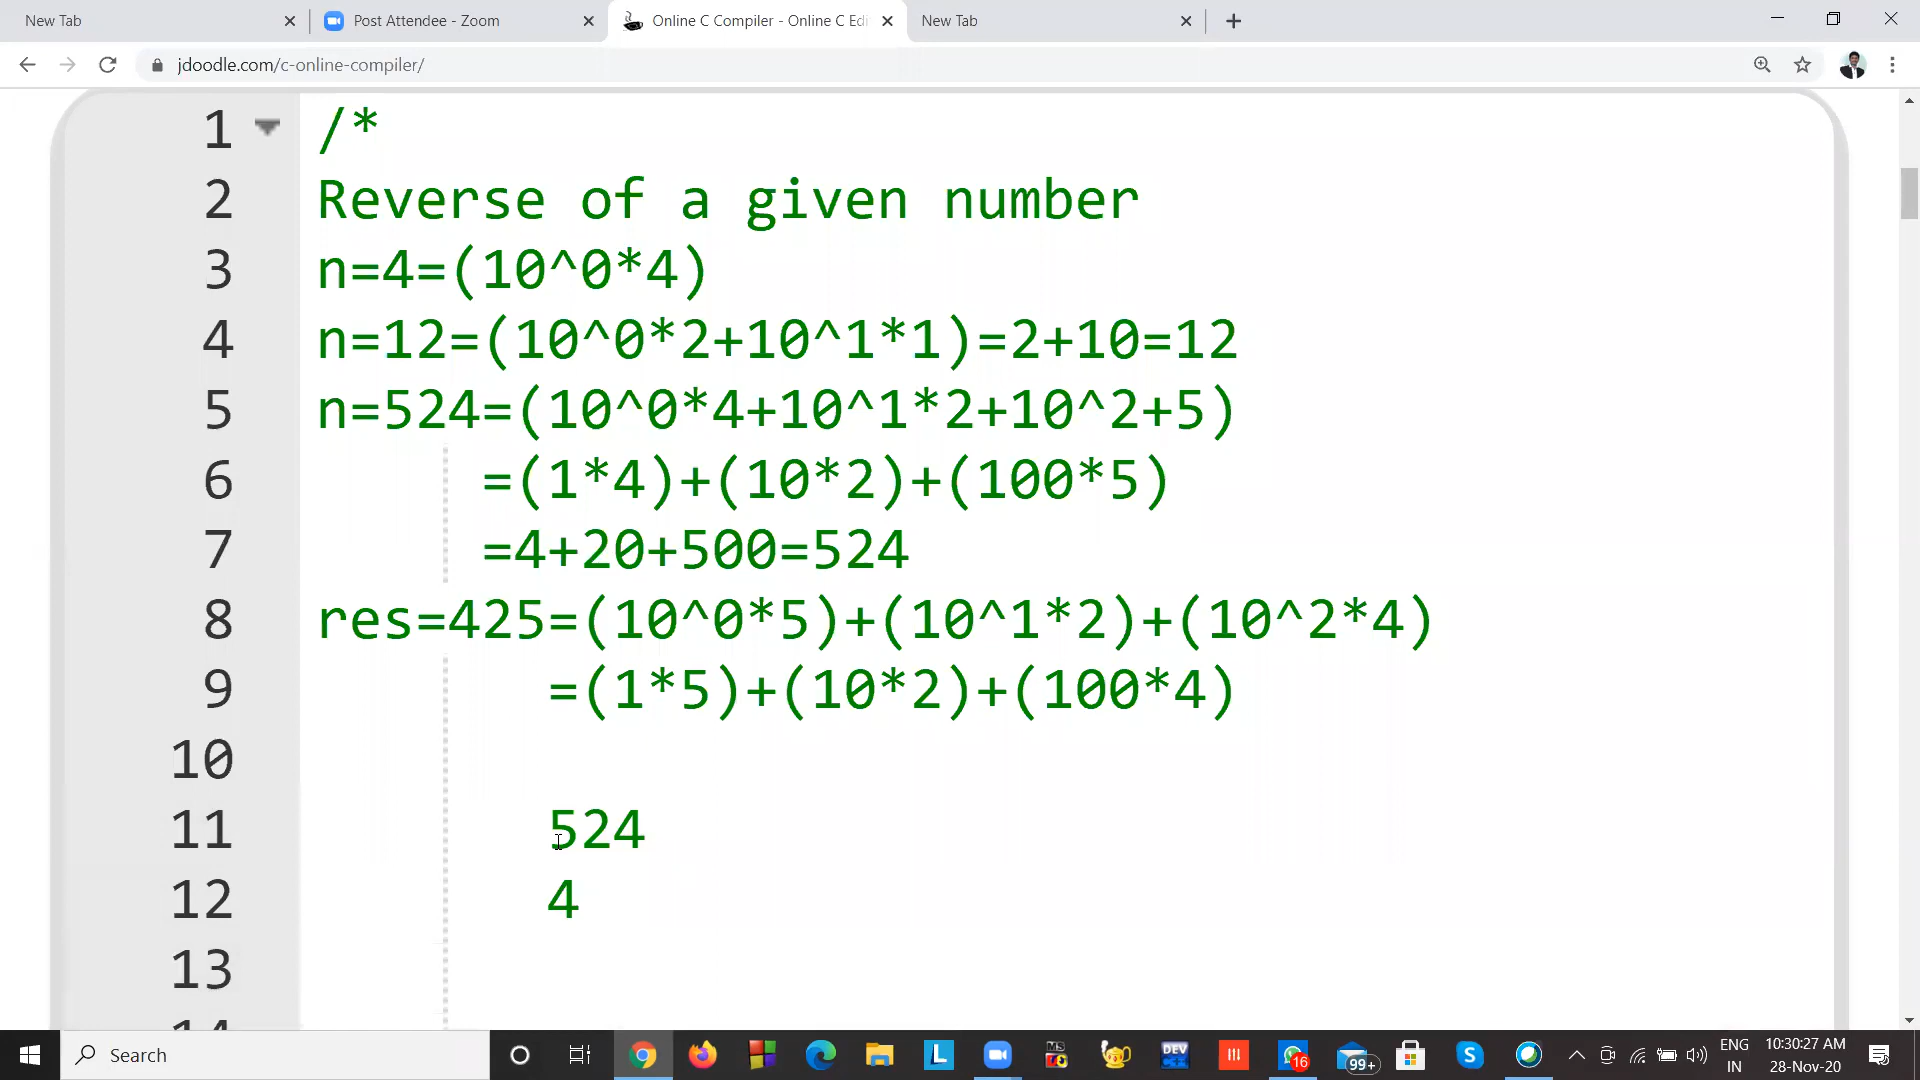 New Tab
Post Attendee - Zoom
Online C Compiler - Online C Edi
New Tab
jdoodle.com/c-online-compiler/
1 /*
2 Reverse of a given number
3 n=4=(10^0*4)
4 n=12=(10^0*2+10^1*1)=2+10=12
5 n=524=(10^0*4+10^1*2+10^2+5)
6 =(1*4)+(10*2)+(100*5)
7 =4+20+500=524
8 res=425=(10^0*5)+(10^1*2)+(10^2*4)
9 =(1*5)+(10*2)+(100*4)
10
11 524
12 4
13
14
Search
L
DEV
16
99+
S
ENG
IN
10:30:27 AM
28-Nov-20